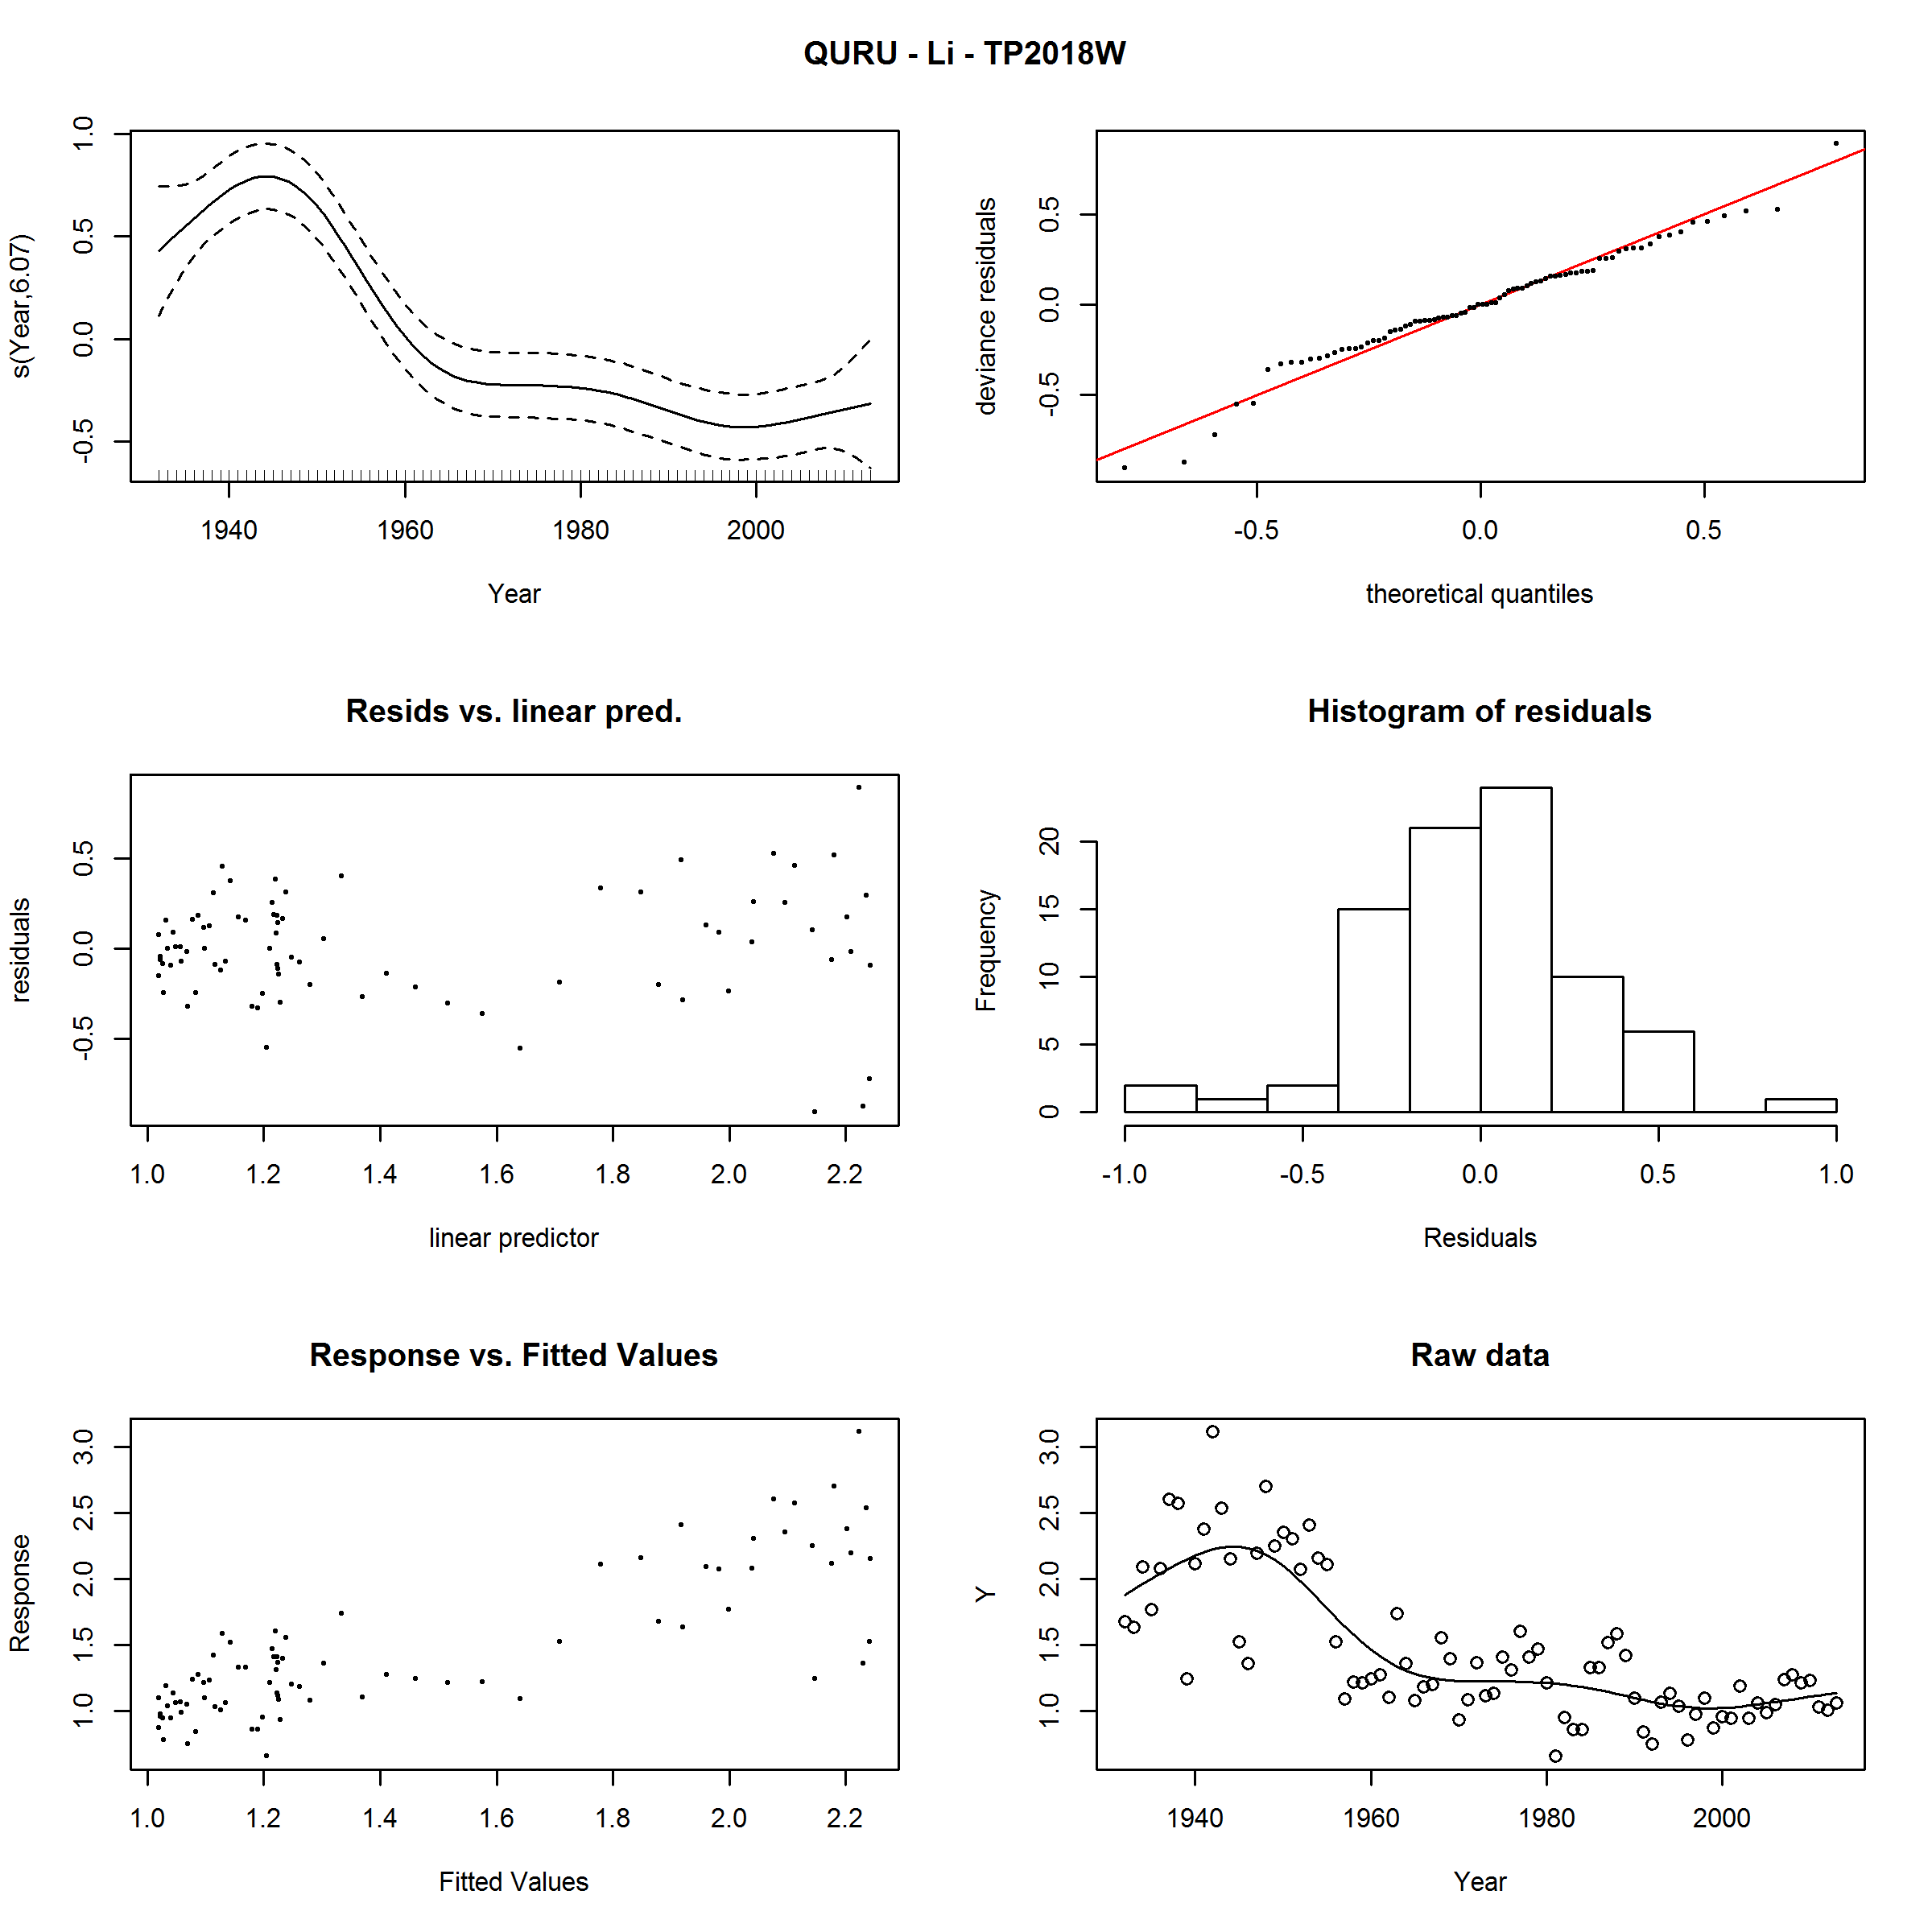 QURU - Li - TP2018W
s(Year,6.07)
-0.5 0.0 0.5 1.0
1940 1960 1980 2000
Year
deviance residuals
-0.5 0.0 0.5
-0.5 0.0 0.5
theoretical quantiles
Resids vs. linear pred.
residuals
-0.5 0.0 0.5
1.0 1.2 1.4 1.6 1.8 2.0 2.2
linear predictor
Histogram of residuals
Frequency
0 5 10 15 20
-1.0 -0.5 0.0 0.5 1.0
Residuals
Response vs. Fitted Values
Response
1.0 1.5 2.0 2.5 3.0
1.0 1.2 1.4 1.6 1.8 2.0 2.2
Fitted Values
Raw data
Y
1.0 1.5 2.0 2.5 3.0
1940 1960 1980 2000
Year